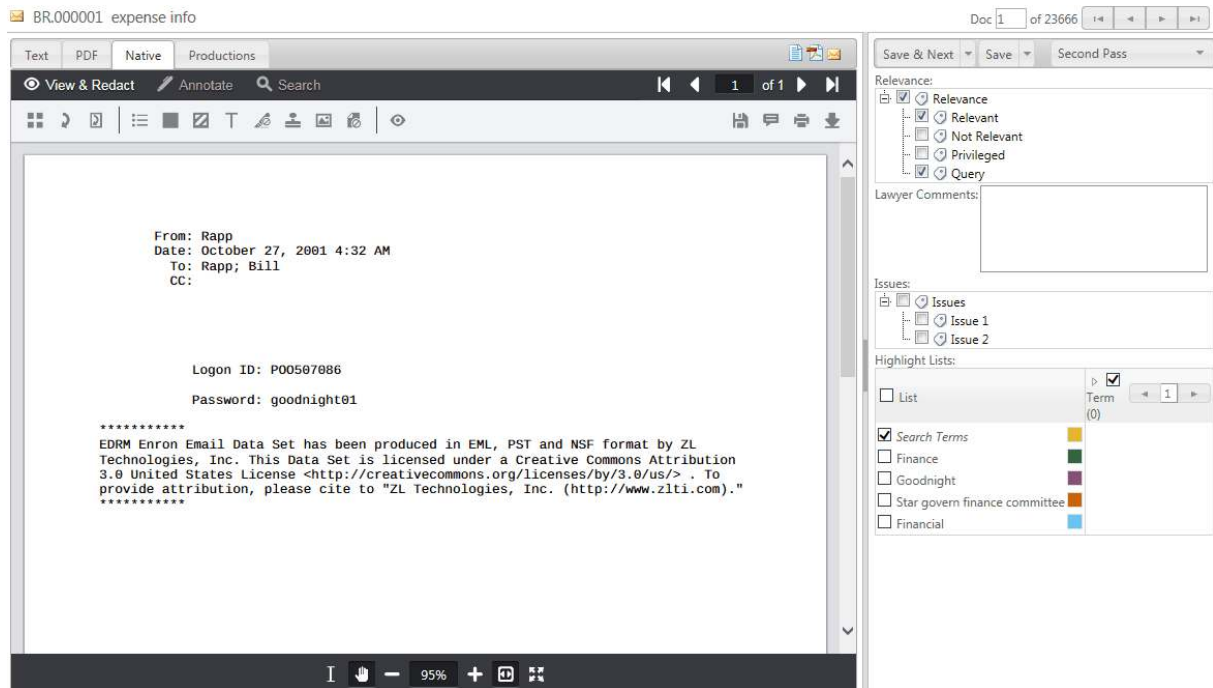 BR.000001 expense info
Doc 1 of 23666
Text PDF Native Productions
Save & Next Save Second Pass
View & Redact Annotate Search 1 of 1
Relevance:
Relevance
Relevant
Not Relevant
Privileged
Query
Lawyer Comments:
Issues:
Issues
Issue 1
Issue 2
Highlight Lists:
List Term (0) 1
Search Terms
Finance
Goodnight
Star govern finance committee
Financial
From: Rapp
Date: October 27, 2001 4:32 AM
To: Rapp; Bill
CC:
Logon ID: P00507086
Password: goodnight01
***********
EDRM Enron Email Data Set has been produced in EML, PST and NSF format by ZL
Technologies, Inc. This Data Set is licensed under a Creative Commons Attribution
3.0 United States License <http://creativecommons.org/licenses/by/3.0/us/> . To
provide attribution, please cite to "ZL Technologies, Inc. (http://www.zlti.com)."
***********
95%